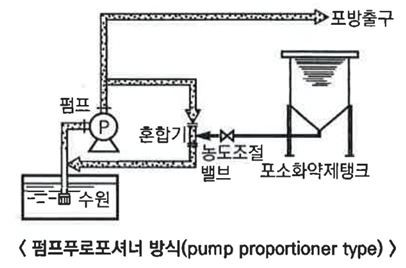 포방출구
펌프
P
혼합기
농도조절
밸브
포소화약제탱크
수원
< 펌프푸로포셔너 방식(pump proportioner type) >